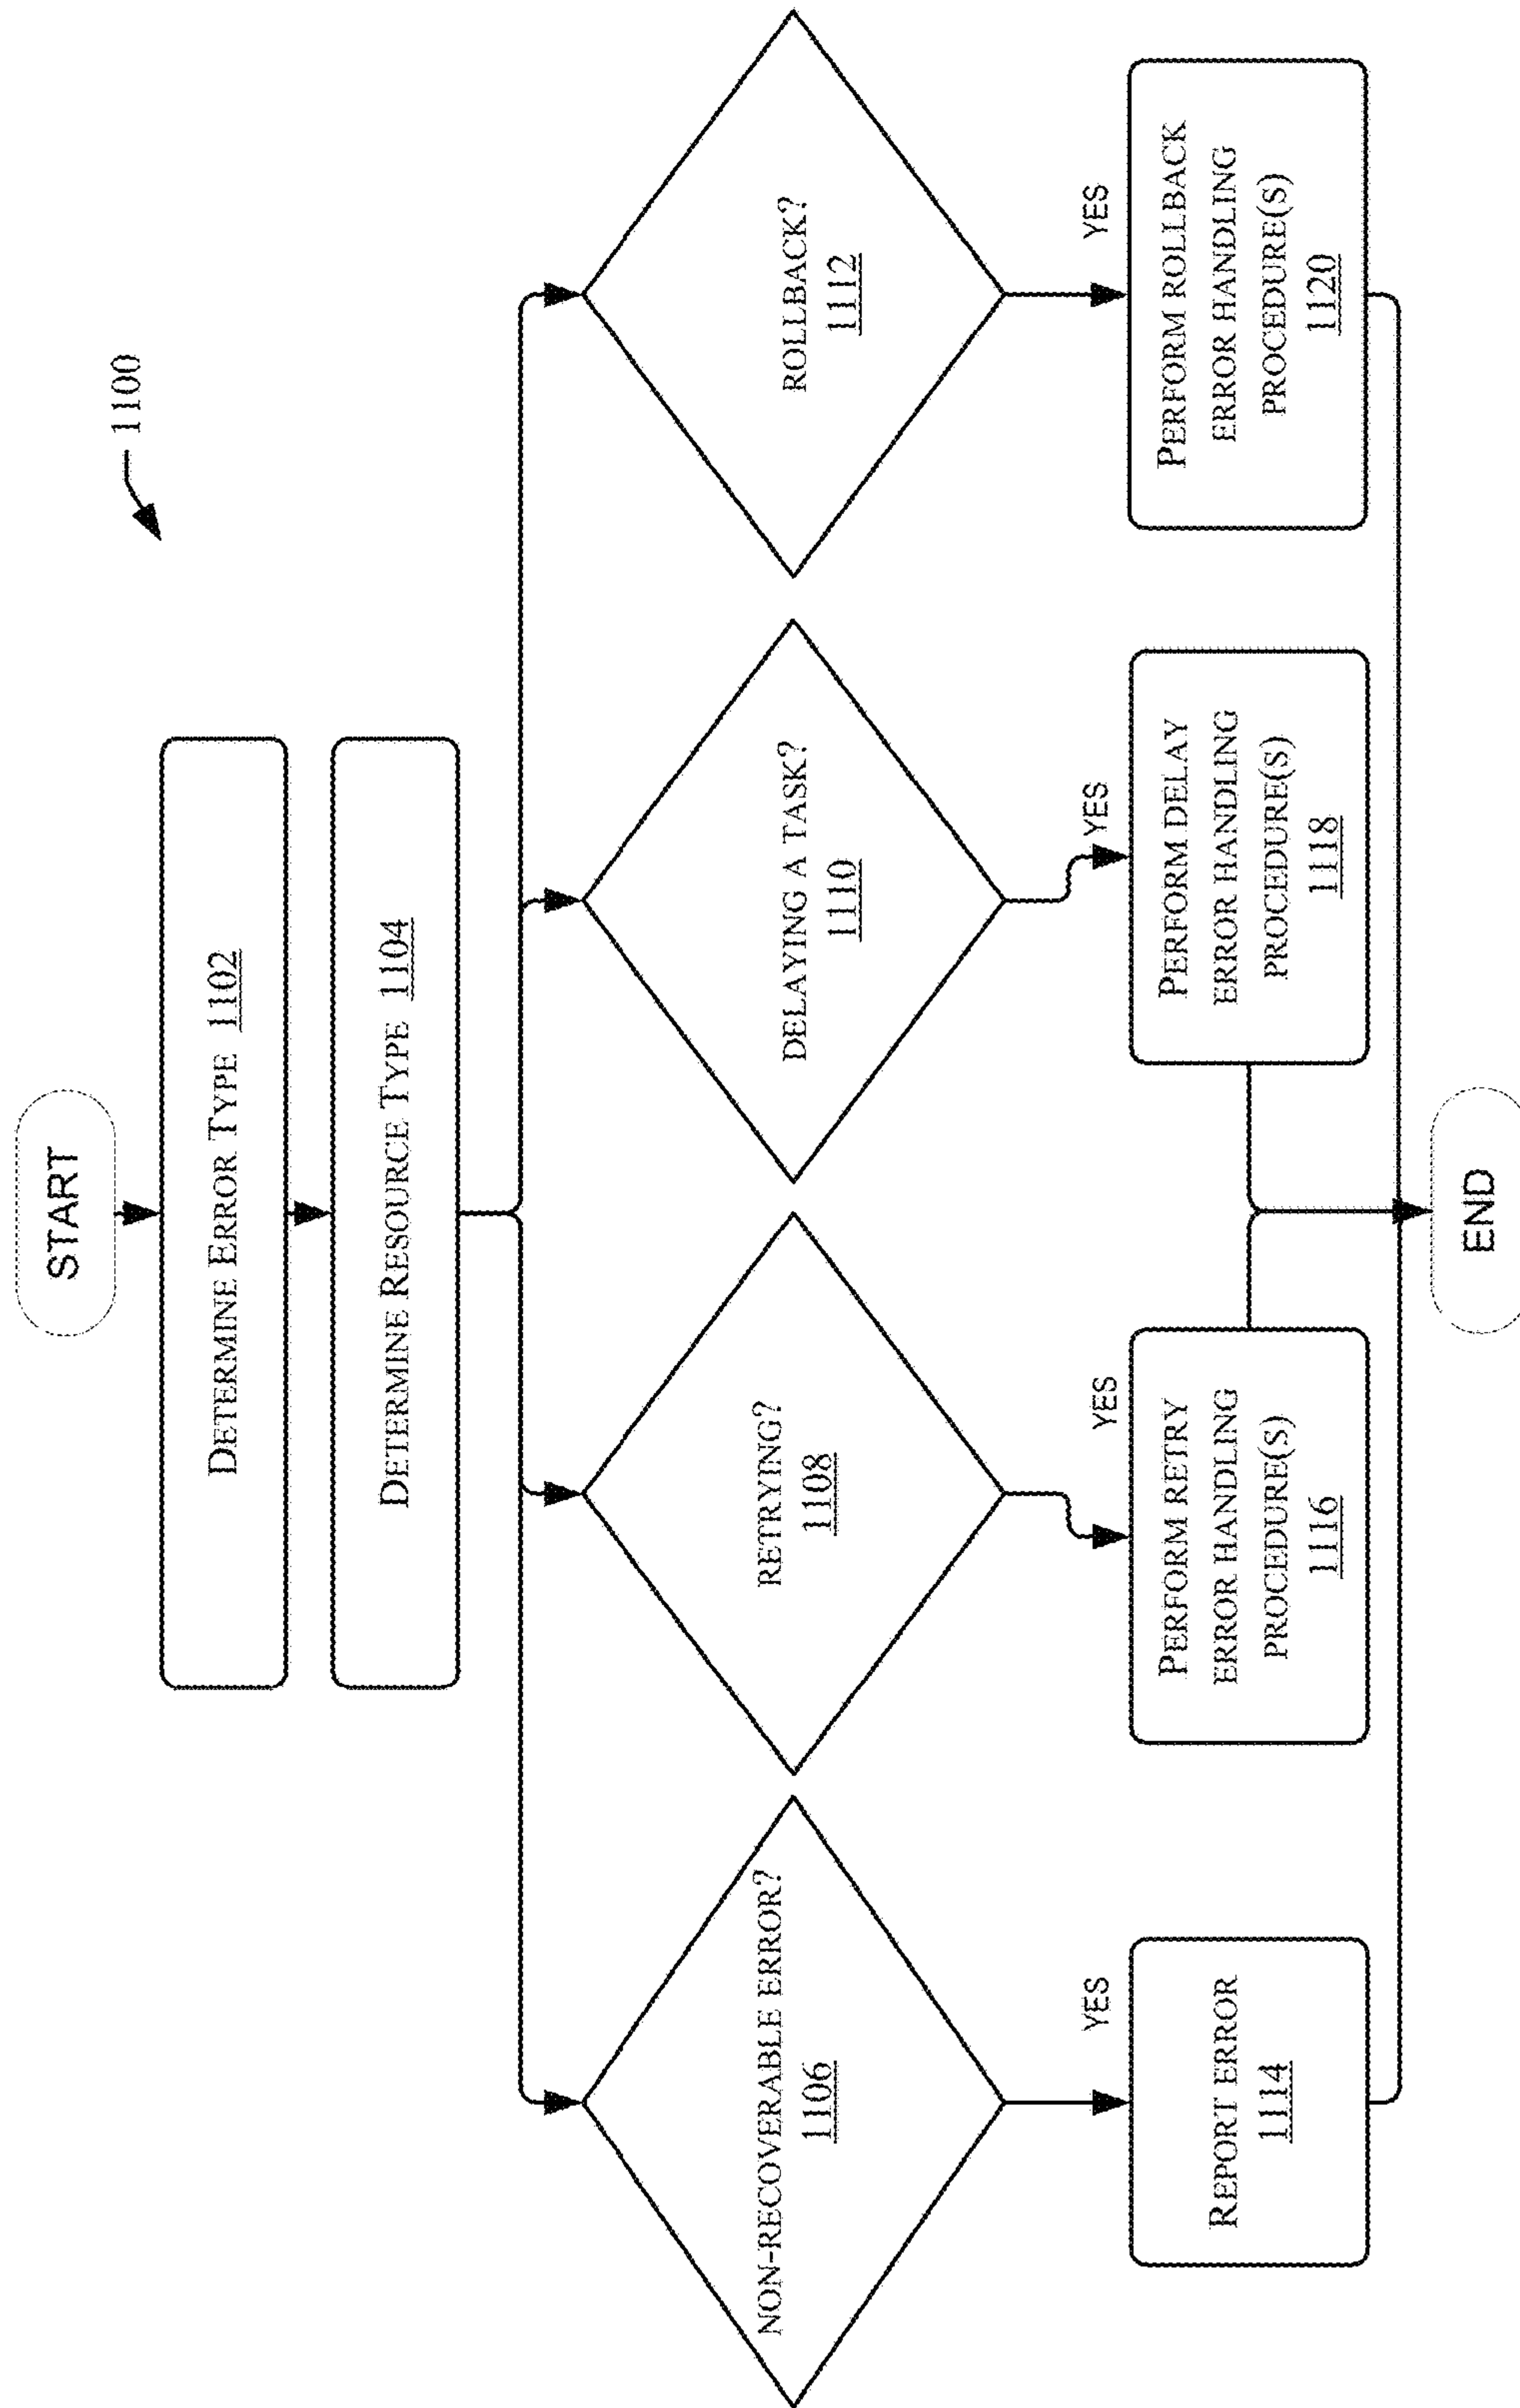 1100
START
DETERMINE ERROR TYPE 1102
DETERMINE RESOURCE TYPE 1104
NON-RECOVERABLE ERROR?
1106
RETRYING?
1108
DELAYING A TASK?
1110
ROLLBACK?
1112
YES
YES
YES
YES
REPORT ERROR
1114
PERFORM RETRY
ERROR HANDLING
PROCEDURE(S)
1116
PERFORM DELAY
ERROR HANDLING
PROCEDURE(S)
1118
PERFORM ROLLBACK
ERROR HANDLING
PROCEDURE(S)
1120
END